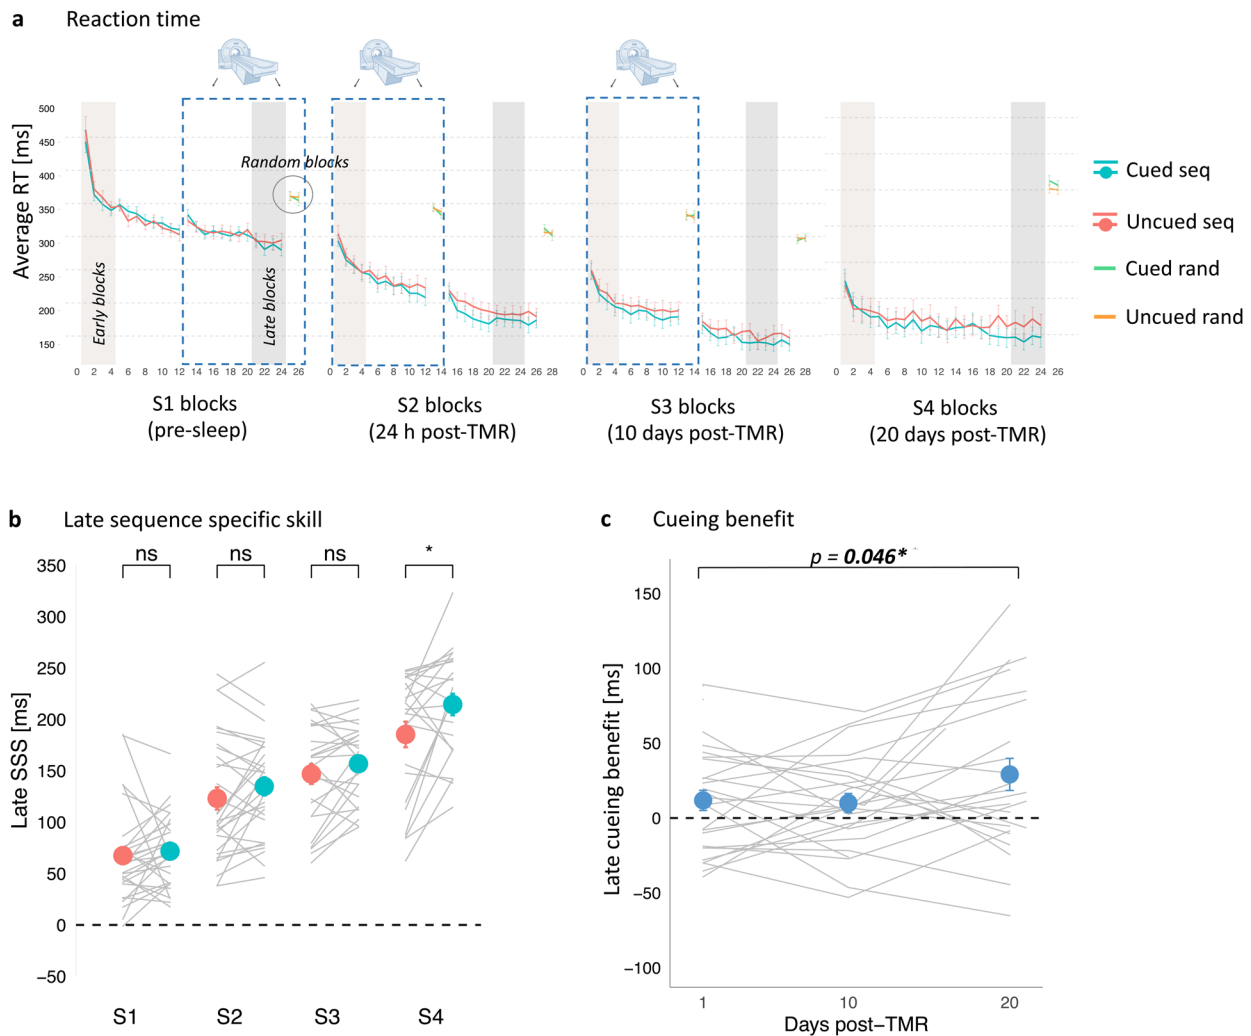 a Reaction time
Average RT [ms]
500
450
400
350
300
250
200
150
Random blocks
Early blocks
Late blocks
0 2 4 6 8 10 12 14 16 18 20 22 24 26
0 2 4 6 8 10 12 14 16 18 20 22 24 26 28
0 2 4 6 8 10 12 14 16 18 20 22 24 26 28
0 2 4 6 8 10 12 14 16 18 20 22 24 26
S1 blocks
(pre-sleep)
S2 blocks
(24 h post-TMR)
S3 blocks
(10 days post-TMR)
S4 blocks
(20 days post-TMR)
Cued seq
Uncued seq
Cued rand
Uncued rand
b Late sequence specific skill
ns ns ns *
Late SSS [ms]
350
300
250
200
150
100
50
0
−50
S1 S2 S3 S4
c Cueing benefit
p = 0.046*
Late cueing benefit [ms]
150
100
50
0
−50
−100
1 10 20
Days post−TMR